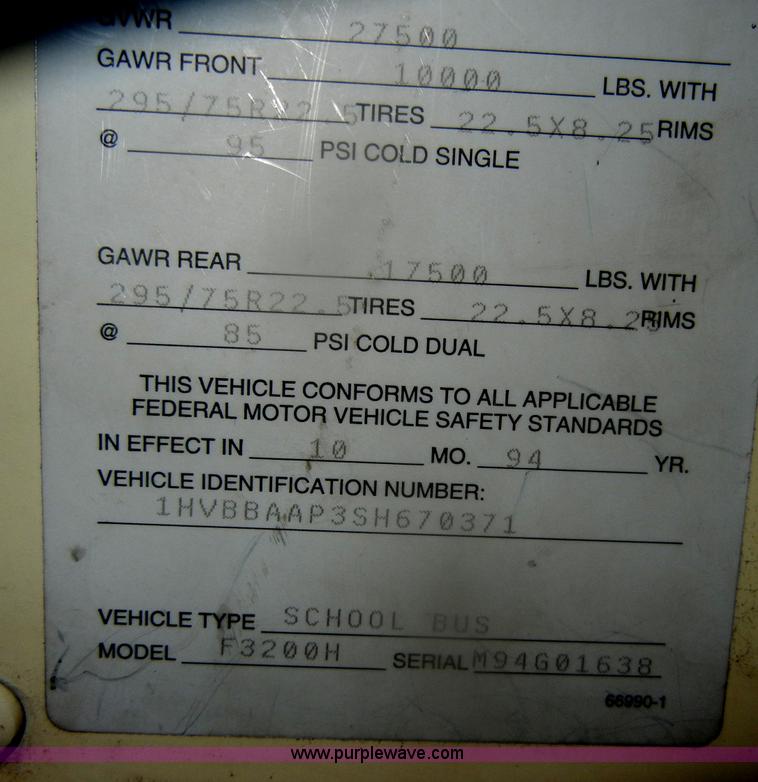 GVWR 27500
GAWR FRONT 10000 LBS. WITH
295/75R22.5 TIRES 22.5X8.25 RIMS
@ 95 PSI COLD SINGLE
GAWR REAR 17500 LBS. WITH
295/75R22.5 TIRES 22.5X8.25 RIMS
@ 85 PSI COLD DUAL
THIS VEHICLE CONFORMS TO ALL APPLICABLE
FEDERAL MOTOR VEHICLE SAFETY STANDARDS
IN EFFECT IN 10 MO. 94 YR.
VEHICLE IDENTIFICATION NUMBER:
1HVBBAAP3SH670371
VEHICLE TYPE SCHOOL BUS
MODEL F3200H SERIAL M94G01638
66990-1
www.purplewave.com